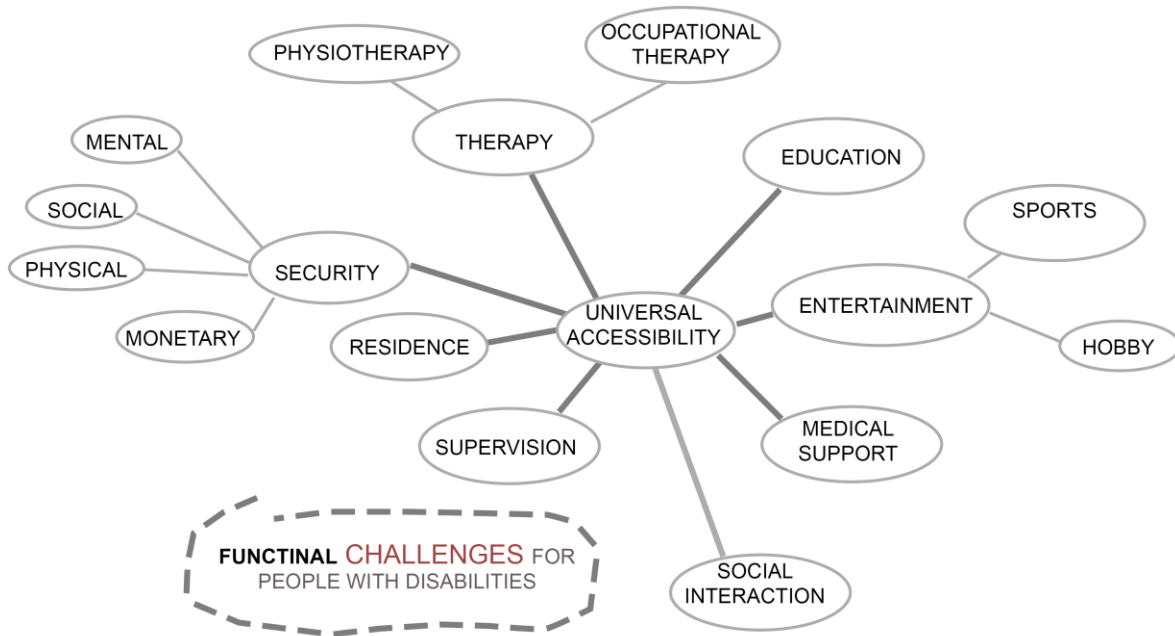 PHYSIOTHERAPY
OCCUPATIONAL
THERAPY
THERAPY
MENTAL
SOCIAL
PHYSICAL
MONETARY
SECURITY
EDUCATION
SPORTS
ENTERTAINMENT
HOBBY
UNIVERSAL
ACCESSIBILITY
RESIDENCE
SUPERVISION
MEDICAL
SUPPORT
SOCIAL
INTERACTION
FUNCTINAL CHALLENGES FOR
PEOPLE WITH DISABILITIES